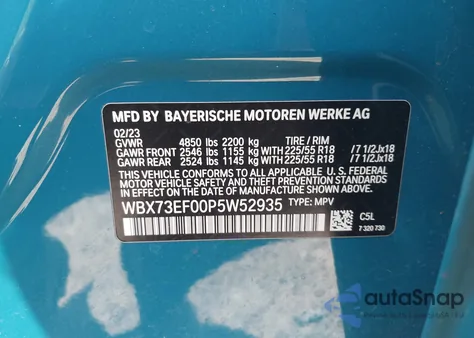 MFD BY BAYERISCHE MOTOREN WERKE AG
02/23
GVWR 4850 lbs 2200 kg TIRE / RIM
GAWR FRONT 2546 lbs 1155 kg WITH 225/55 R18 /7 1/2Jx18
GAWR REAR 2524 lbs 1145 kg WITH 225/55 R18 /7 1/2Jx18
THIS VEHICLE CONFORMS TO ALL APPLICABLE
U.S. FEDERAL MOTOR VEHICLE SAFETY STANDARDS
IN EFFECT ON THE DATE OF MANUFACTURE SHOWN ABOVE.
WBX73EF00P5W52935 TYPE: MPV
C5L
7 320 730
autoSnap